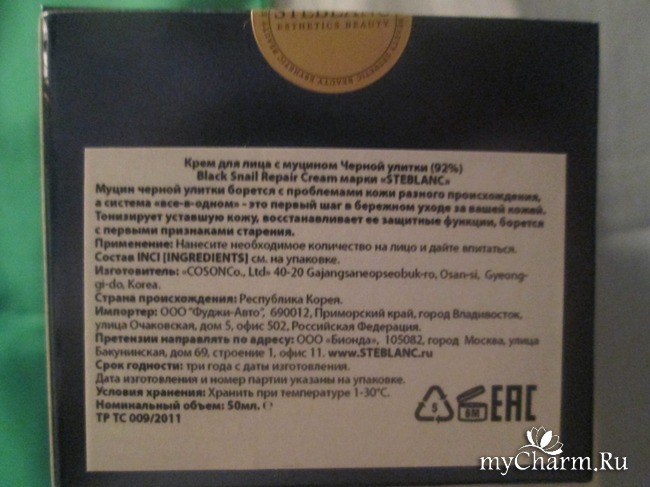 STEBLANC
ESTHETICS BEAUTY
Крем для лица с муцином Черной улитки (92%)
Black Snail Repair Cream марки «STEBLANC»
Муцин черной улитки борется с проблемами кожи разного происхождения,
а система «все-в-одном» - это первый шаг в бережном уходе за вашей кожей.
Тонизирует уставшую кожу, восстанавливает ее защитные функции, борется
с первыми признаками старения.
Применение: Нанесите необходимое количество на лицо и дайте впитаться.
Состав INCI [INGREDIENTS] см. на упаковке.
Изготовитель: «COSONCo., Ltd» 40-20 Gajangsaneopseobuk-ro, Osan-si, Gyeong-
gi-do, Korea.
Страна происхождения: Республика Корея.
Импортер: ООО "Фуджи-Авто", 690012, Приморский край, город Владивосток,
улица Очаковская, дом 5, офис 502, Российская Федерация.
Претензии направлять по адресу: ООО «Бионда», 105082, город Москва, улица
Бакунинская, дом 69, строение 1, офис 11. www.STEBLANC.ru
Срок годности: три года с даты изготовления.
Дата изготовления и номер партии указаны на упаковке.
Условия хранения: Хранить при температуре 1-30°C.
Номинальный объем: 50мл. ℮
ТР ТС 009/2011
5
EAC
myCharm.Ru